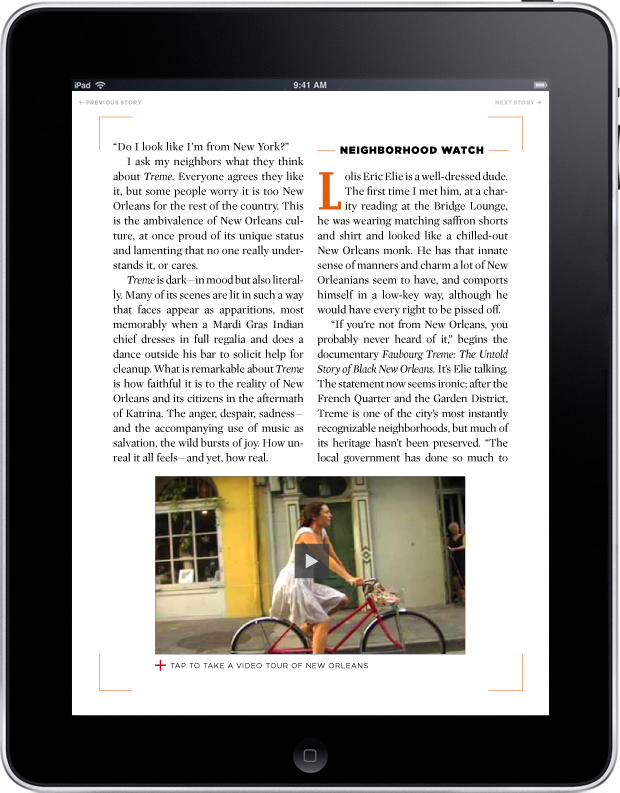 iPad
9:41 AM
← PREVIOUS STORY
NEXT STORY →
“Do I look like I’m from New York?”
I ask my neighbors what they think
about Treme. Everyone agrees they like
it, but some people worry it is too New
Orleans for the rest of the country. This
is the ambivalence of New Orleans cul-
ture, at once proud of its unique status
and lamenting that no one really under-
stands it, or cares.
Treme is dark—in mood but also literal-
ly. Many of its scenes are lit in such a way
that faces appear as apparitions, most
memorably when a Mardi Gras Indian
chief dresses in full regalia and does a
dance outside his bar to solicit help for
cleanup. What is remarkable about Treme
is how faithful it is to the reality of New
Orleans and its citizens in the aftermath
of Katrina. The anger, despair, sadness—
and the accompanying use of music as
salvation, the wild bursts of joy. How un-
real it all feels—and yet, how real.
NEIGHBORHOOD WATCH
Lolis Eric Elie is a well-dressed dude.
The first time I met him, at a char-
ity reading at the Bridge Lounge,
he was wearing matching saffron shorts
and shirt and looked like a chilled-out
New Orleans monk. He has that innate
sense of manners and charm a lot of New
Orleanians seem to have, and comports
himself in a low-key way, although he
would have every right to be pissed off.
“If you’re not from New Orleans, you
probably never heard of it,” begins the
documentary Faubourg Treme: The Untold
Story of Black New Orleans. It’s Elie talking.
The statement now seems ironic; after the
French Quarter and the Garden District,
Treme is one of the city’s most instantly
recognizable neighborhoods, but much of
its heritage hasn’t been preserved. “The
local government has done so much to
+ TAP TO TAKE A VIDEO TOUR OF NEW ORLEANS